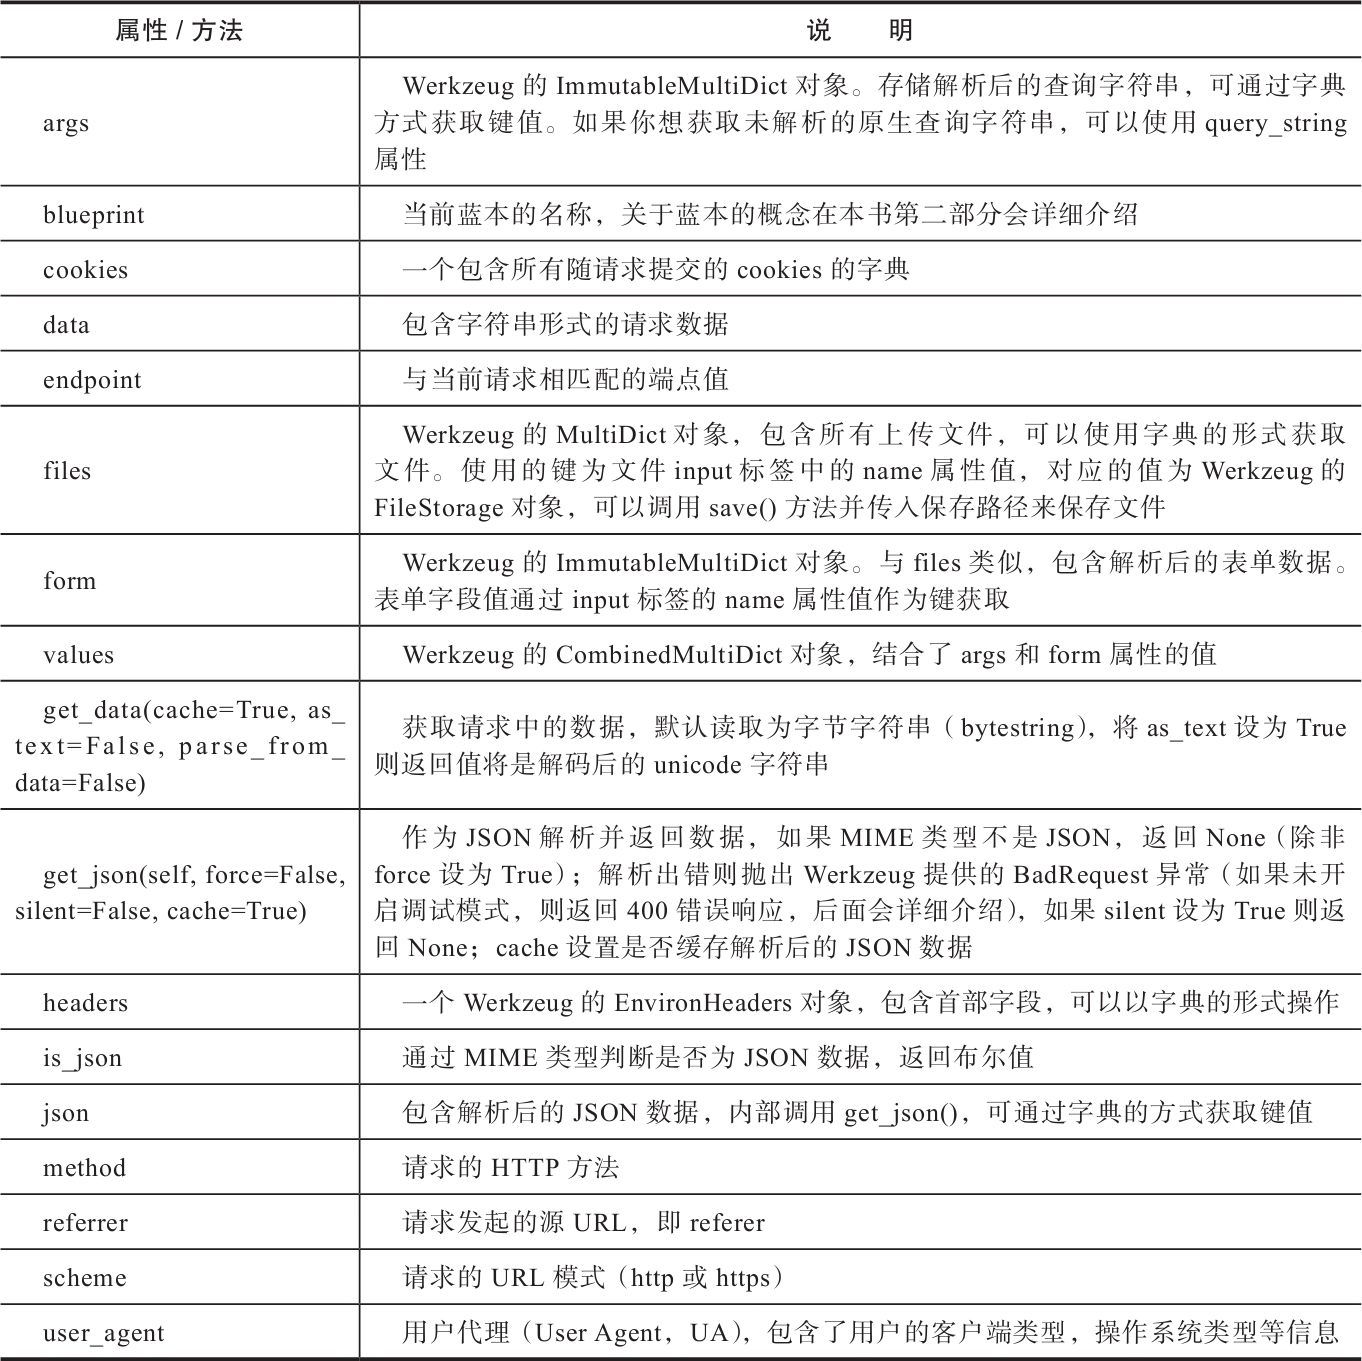 属性 / 方法
说 明
args
Werkzeug 的 ImmutableMultiDict 对象。存储解析后的查询字符串，可通过字典
方式获取键值。如果你想获取未解析的原生查询字符串，可以使用 query_string
属性
blueprint
当前蓝本的名称，关于蓝本的概念在本书第二部分会详细介绍
cookies
一个包含所有随请求提交的 cookies 的字典
data
包含字符串形式的请求数据
endpoint
与当前请求相匹配的端点值
files
Werkzeug 的 MultiDict 对象，包含所有上传文件，可以使用字典的形式获取
文件。使用的键为文件 input 标签中的 name 属性值，对应的值为 Werkzeug 的
FileStorage 对象，可以调用 save() 方法并传入保存路径来保存文件
form
Werkzeug 的 ImmutableMultiDict 对象。与 files 类似，包含解析后的表单数据。
表单字段值通过 input 标签的 name 属性值作为键获取
values
Werkzeug 的 CombinedMultiDict 对象，结合了 args 和 form 属性的值
get_data(cache=True, as_
text=False, parse_from_
data=False)
获取请求中的数据，默认读取为字节字符串（bytestring），将 as_text 设为 True
则返回值将是解码后的 unicode 字符串
get_json(self, force=False,
silent=False, cache=True)
作为 JSON 解析并返回数据，如果 MIME 类型不是 JSON，返回 None（除非
force 设为 True）；解析出错则抛出 Werkzeug 提供的 BadRequest 异常（如果未开
启调试模式，则返回 400 错误响应，后面会详细介绍），如果 silent 设为 True 则返
回 None；cache 设置是否缓存解析后的 JSON 数据
headers
一个 Werkzeug 的 EnvironHeaders 对象，包含首部字段，可以以字典的形式操作
is_json
通过 MIME 类型判断是否为 JSON 数据，返回布尔值
json
包含解析后的 JSON 数据，内部调用 get_json()，可通过字典的方式获取键值
method
请求的 HTTP 方法
referrer
请求发起的源 URL，即 referer
scheme
请求的 URL 模式（http 或 https）
user_agent
用户代理（User Agent，UA），包含了用户的客户端类型，操作系统类型等信息